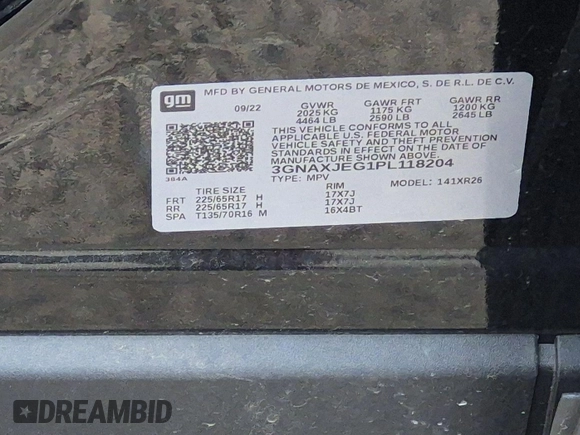 gm
MFD BY GENERAL MOTORS DE MEXICO, S. DE R.L. DE C.V.
09/22 GVWR GAWR FRT GAWR RR
2025 KG 1175 KG 1200 KG
4464 LB 2590 LB 2645 LB
THIS VEHICLE CONFORMS TO ALL
APPLICABLE U.S. FEDERAL MOTOR
VEHICLE SAFETY AND THEFT PREVENTION
STANDARDS IN EFFECT ON THE DATE OF
MANUFACTURE SHOWN ABOVE.
3GNAXJEG1PL118204
384A TYPE: MPV MODEL: 141XR26
TIRE SIZE RIM
FRT 225/65R17 H 17X7J
RR 225/65R17 H 17X7J
SPA T135/70R16 M 16X4BT
DREAMBID